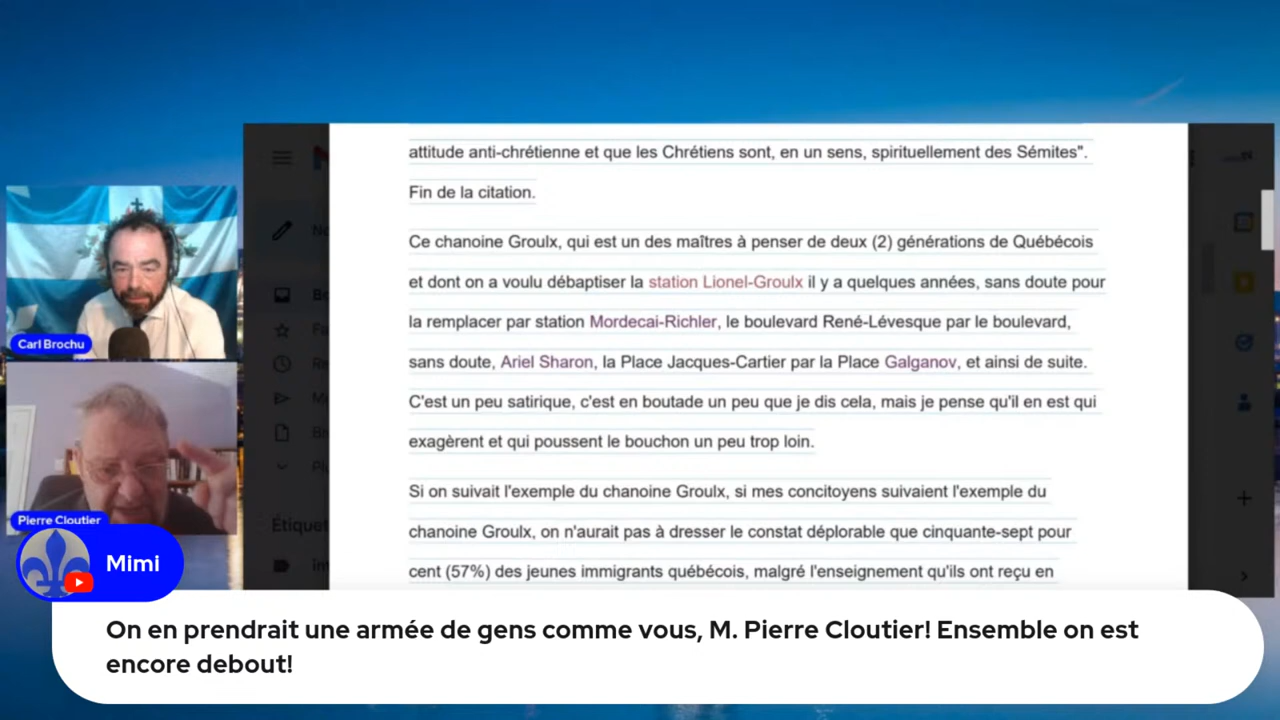 attitude anti-chrétienne et que les Chrétiens sont, en un sens, spirituellement des Sémites".
Fin de la citation.
Ce chanoine Groulx, qui est un des maîtres à penser de deux (2) générations de Québécois
et dont on a voulu débaptiser la station Lionel-Groulx il y a quelques années, sans doute pour
la remplacer par station Mordecai-Richler, le boulevard René-Lévesque par le boulevard,
sans doute, Ariel Sharon, la Place Jacques-Cartier par la Place Galganov, et ainsi de suite.
C'est un peu satirique, c'est en boutade un peu que je dis cela, mais je pense qu'il en est qui
exagèrent et qui poussent le bouchon un peu trop loin.
Si on suivait l'exemple du chanoine Groulx, si mes concitoyens suivaient l'exemple du
chanoine Groulx, on n'aurait pas à dresser le constat déplorable que cinquante-sept pour
cent (57%) des jeunes immigrants québécois, malgré l'enseignement qu'ils ont reçu en
Carl Brochu
Pierre Cloutier
Étiquet
Mimi
On en prendrait une armée de gens comme vous, M. Pierre Cloutier! Ensemble on est
encore debout!